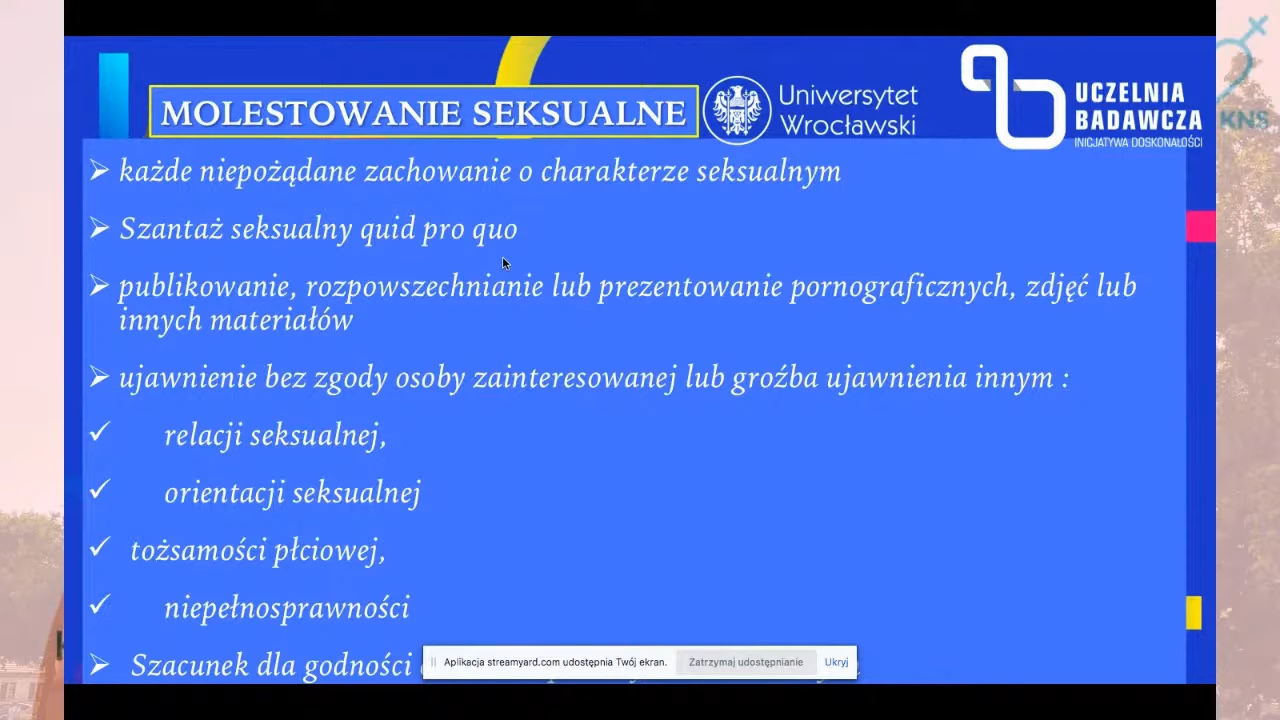 MOLESTOWANIE SEKSUALNE
Uniwersytet
Wrocławski
UCZELNIA
BADAWCZA
INICJATYWA DOSKONAŁOŚCI
KNS
każde niepożądane zachowanie o charakterze seksualnym
Szantaż seksualny quid pro quo
publikowanie, rozpowszechnianie lub prezentowanie pornograficznych, zdjęć lub
innych materiałów
ujawnienie bez zgody osoby zainteresowanej lub groźba ujawnienia innym :
relacji seksualnej,
orientacji seksualnej
tożsamości płciowej,
niepełnosprawności
Szacunek dla godności
Aplikacja streamyard.com udostępnia Twój ekran.
Zatrzymaj udostępnianie
Ukryj